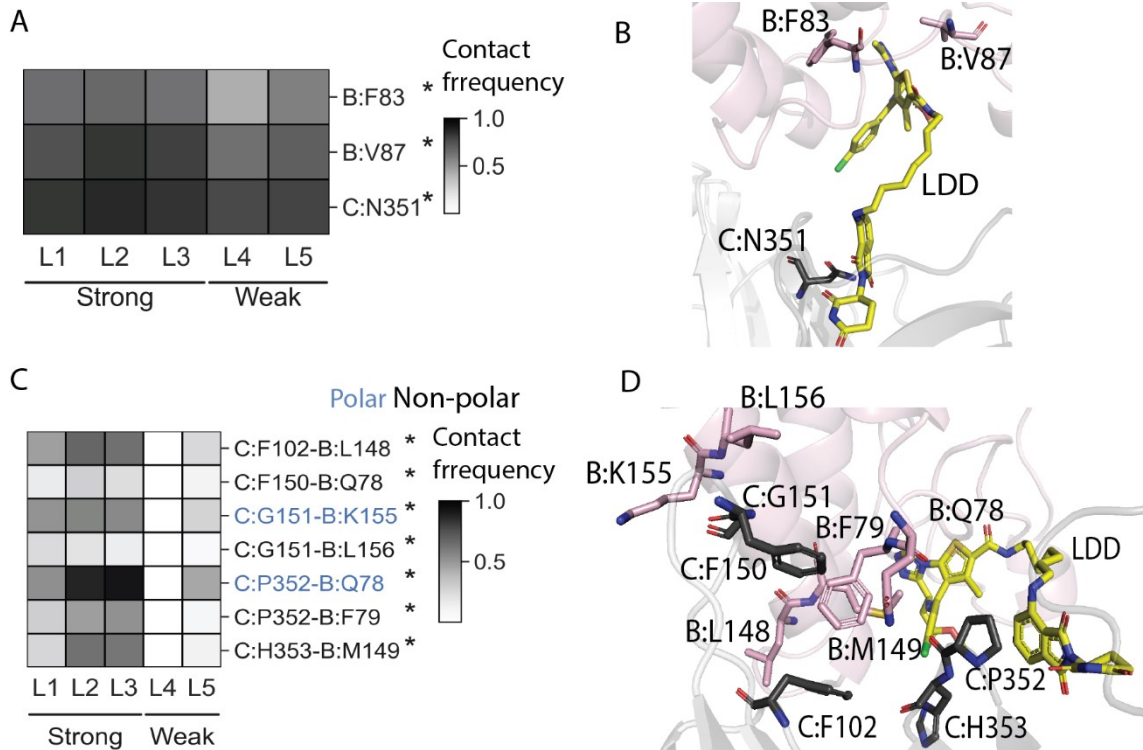 A
Contact
frrequency
B:F83 *
B:V87 *
C:N351 *
1.0
0.5
L1 L2 L3 L4 L5
Strong Weak
B
B:F83
B:V87
LDD
C:N351
C
Polar Non-polar
Contact
frrequency
C:F102-B:L148 *
C:F150-B:Q78 *
C:G151-B:K155 *
C:G151-B:L156 *
C:P352-B:Q78 *
C:P352-B:F79 *
C:H353-B:M149 *
1.0
0.5
L1 L2 L3 L4 L5
Strong Weak
D
B:L156
B:K155
C:G151
B:F79
B:Q78
LDD
C:F150
B:L148
B:M149
C:P352
C:F102
C:H353